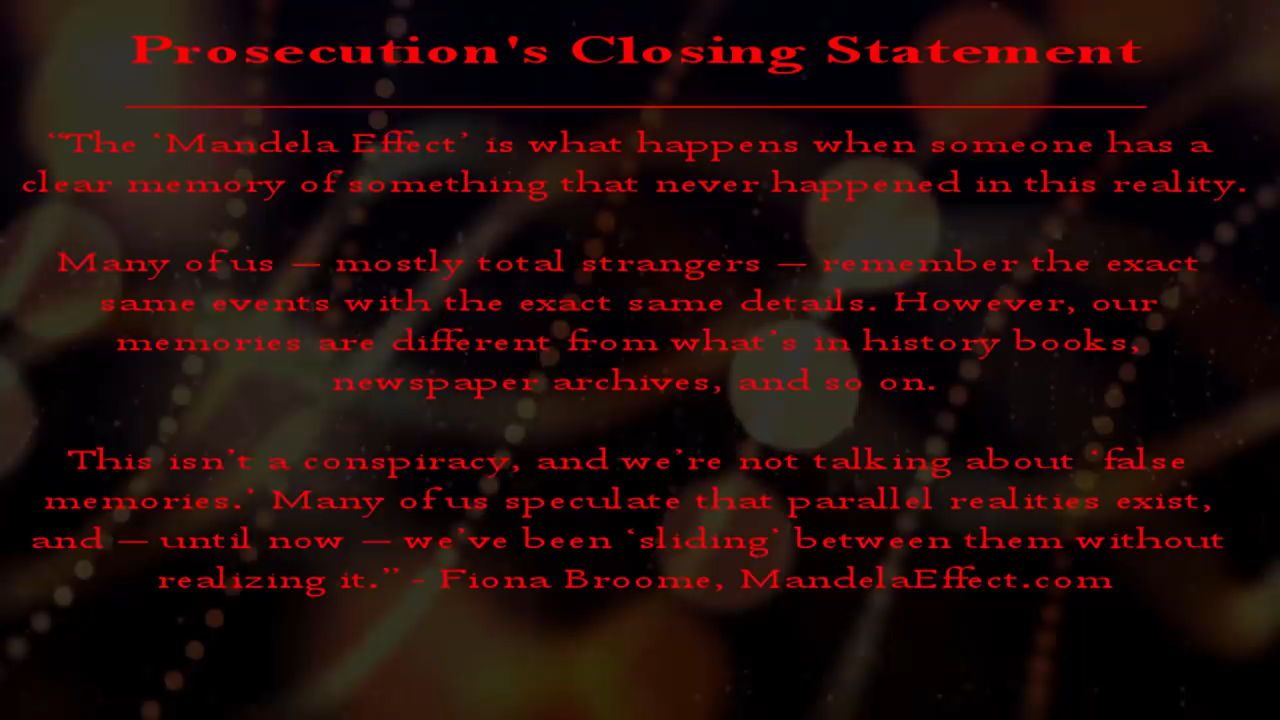 Prosecution's Closing Statement
“The ‘Mandela Effect’ is what happens when someone has a
clear memory of something that never happened in this reality.
Many of us — mostly total strangers — remember the exact
same events with the exact same details. However, our
memories are different from what’s in history books,
newspaper archives, and so on.
This isn’t a conspiracy, and we’re not talking about ‘false
memories.’ Many of us speculate that parallel realities exist,
and — until now — we’ve been ‘sliding’ between them without
realizing it.” - Fiona Broome, MandelaEffect.com